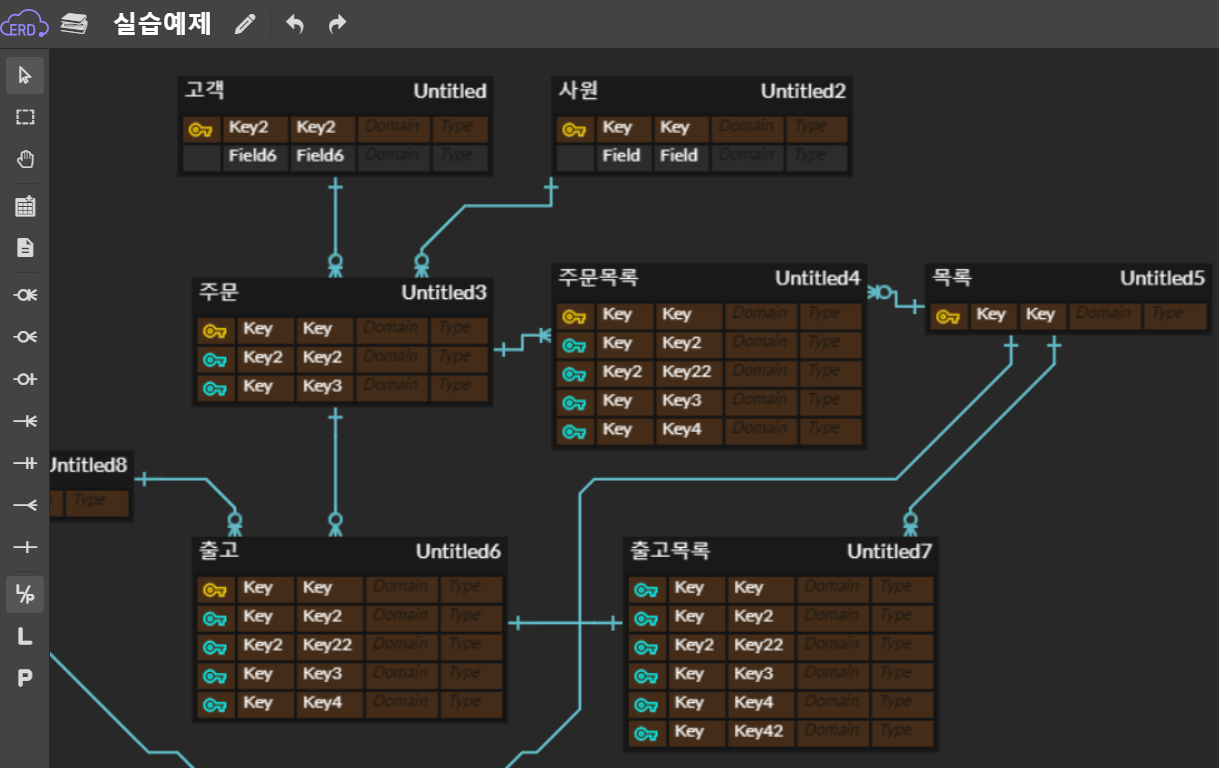 ERD 실습예제
고객 Untitled
Key2 Key2 Domain Type
Field6 Field6 Domain Type
사원 Untitled2
Key Key Domain Type
Field Field Domain Type
주문 Untitled3
Key Key Domain Type
Key2 Key2 Domain Type
Key Key3 Domain Type
주문목록 Untitled4
Key Key Domain Type
Key Key2 Domain Type
Key2 Key22 Domain Type
Key Key3 Domain Type
Key Key4 Domain Type
목록 Untitled5
Key Key Domain Type
Untitled8
Type
출고 Untitled6
Key Key Domain Type
Key Key2 Domain Type
Key2 Key22 Domain Type
Key Key3 Domain Type
Key Key4 Domain Type
출고목록 Untitled7
Key Key Domain Type
Key Key2 Domain Type
Key2 Key22 Domain Type
Key Key3 Domain Type
Key Key4 Domain Type
Key Key42 Domain Type
L/P
L
P